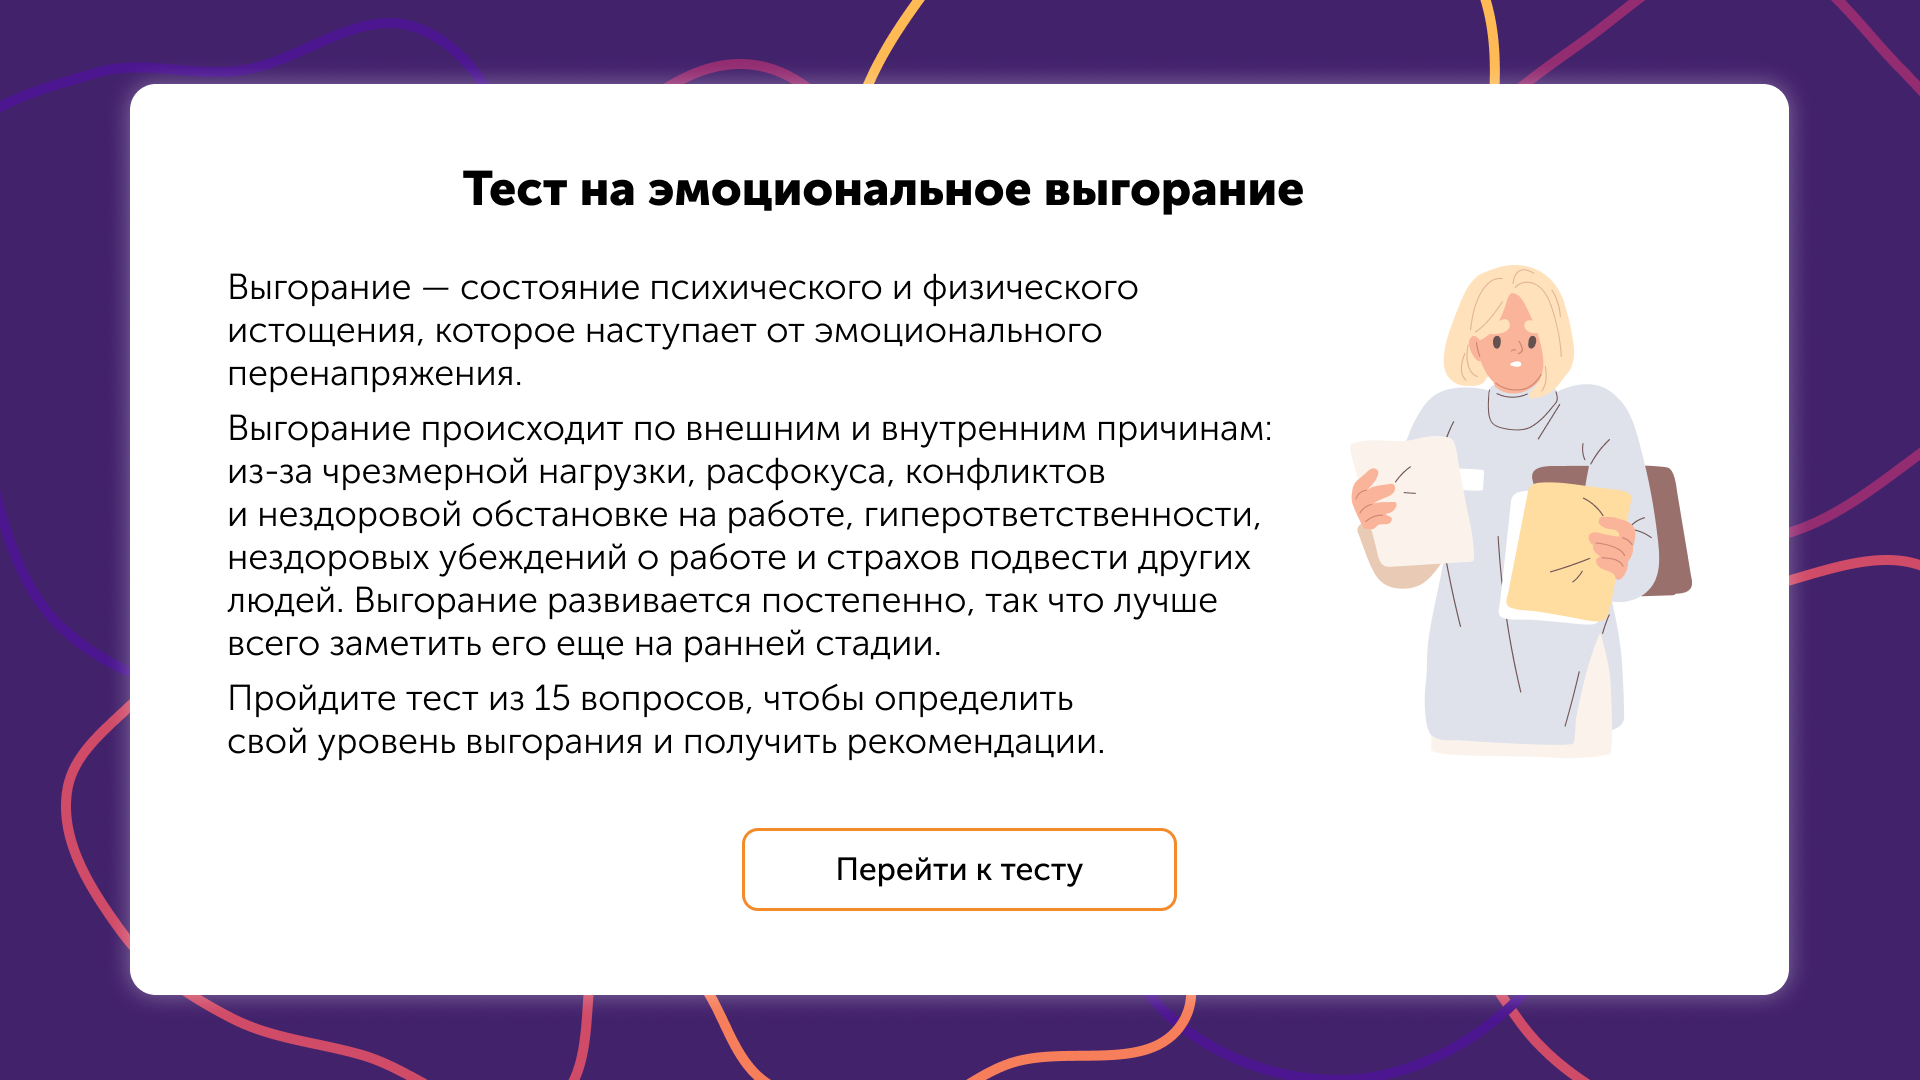 Тест на эмоциональное выгорание
Выгорание — состояние психического и физического
истощения, которое наступает от эмоционального
перенапряжения.
Выгорание происходит по внешним и внутренним причинам:
из-за чрезмерной нагрузки, расфокуса, конфликтов
и нездоровой обстановке на работе, гиперответственности,
нездоровых убеждений о работе и страхов подвести других
людей. Выгорание развивается постепенно, так что лучше
всего заметить его еще на ранней стадии.
Пройдите тест из 15 вопросов, чтобы определить
свой уровень выгорания и получить рекомендации.
Перейти к тесту